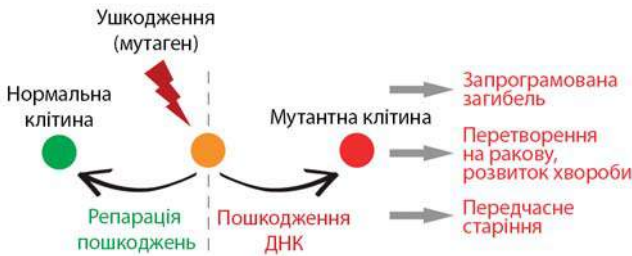 Ушкодження
(мутаген)
Нормальна
клітина
Мутантна клітина
Репарація
пошкоджень
Пошкодження
ДНК
Запрограмована
загибель
Перетворення
на ракову,
розвиток хвороби
Передчасне
старіння